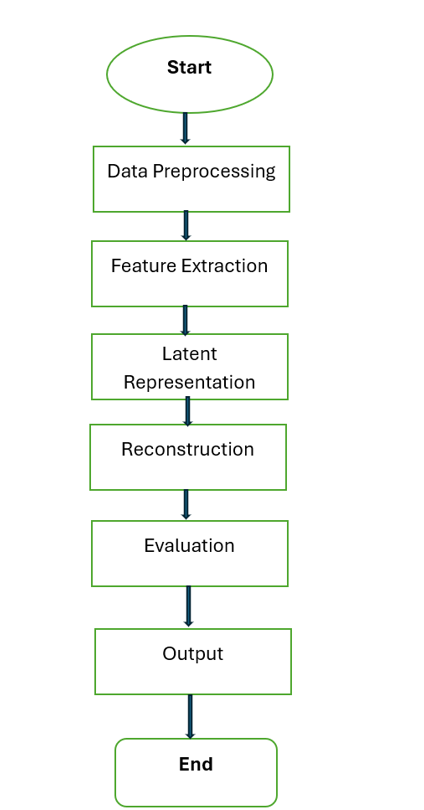 Start
Data Preprocessing
Feature Extraction
Latent
Representation
Reconstruction
Evaluation
Output
End